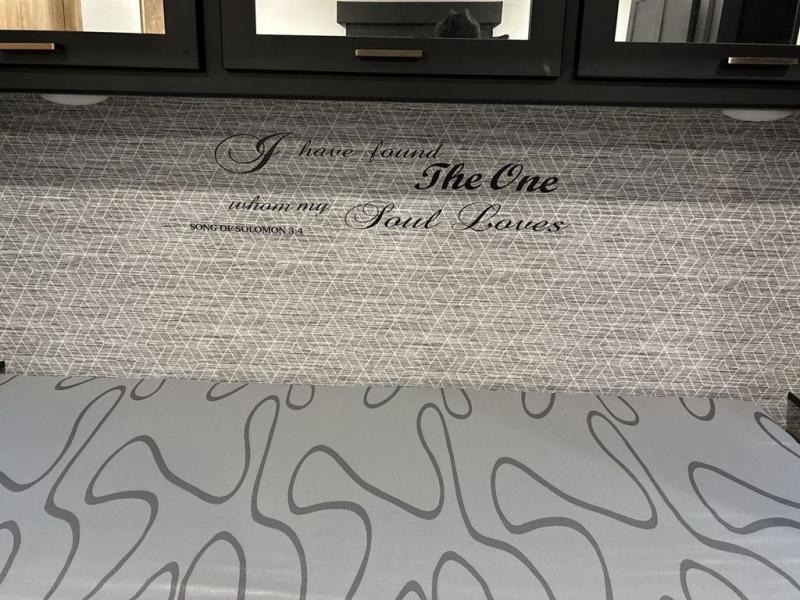 I have found
The One
whom my Soul Loves
SONG OF SOLOMON 3:4